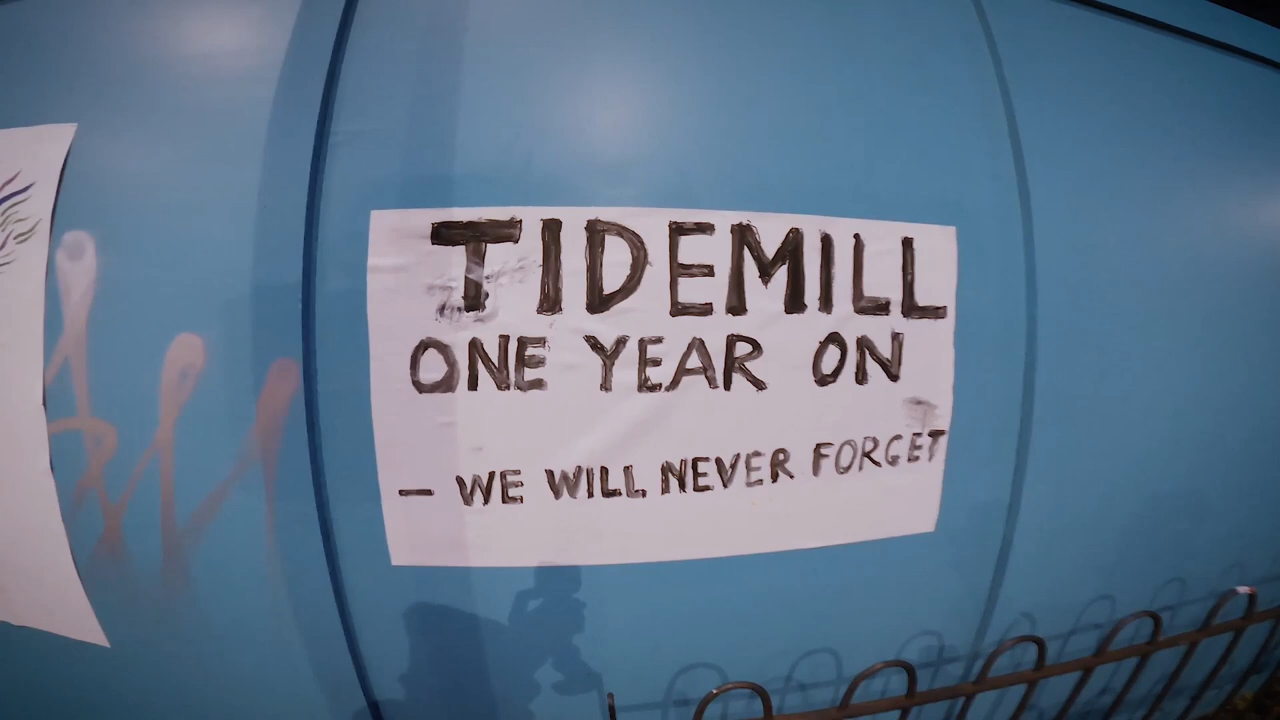 TIDEMILL
ONE YEAR ON
– WE WILL NEVER FORGET